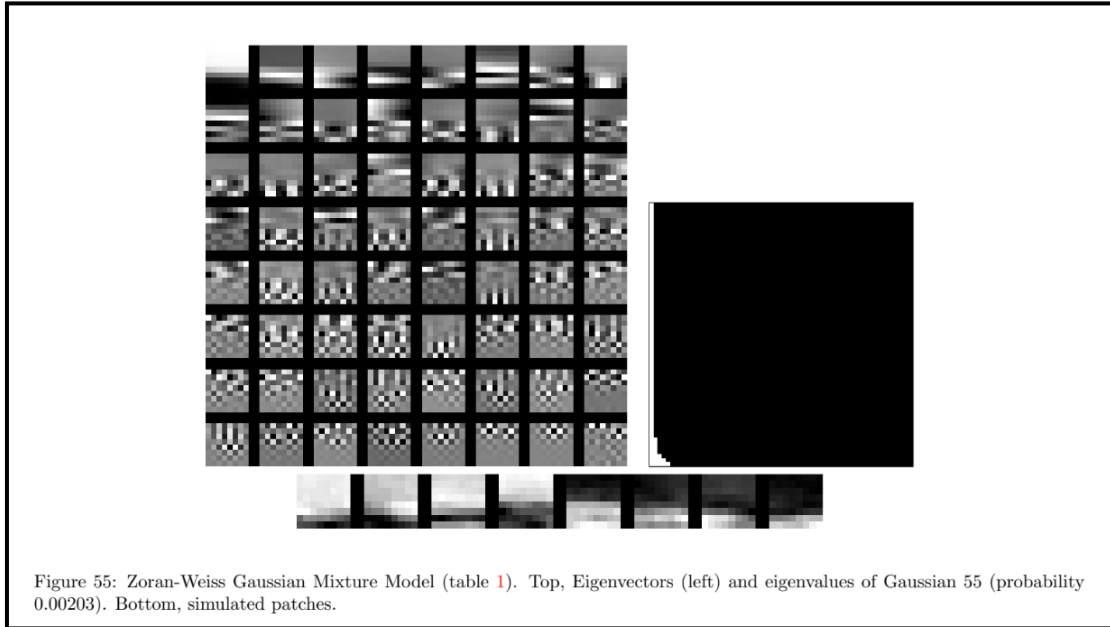 Figure 55: Zoran-Weiss Gaussian Mixture Model (table 1). Top, Eigenvectors (left) and eigenvalues of Gaussian 55 (probability
0.00203). Bottom, simulated patches.